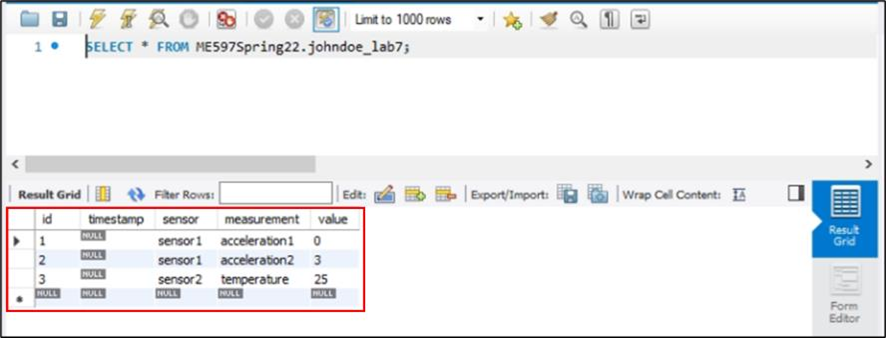 Limit to 1000 rows
1 SELECT * FROM ME597Spring22.johndoe_lab7;
Result Grid Filter Rows: Edit: Export/Import: Wrap Cell Content: IA
id timestamp sensor measurement value
1 NULL sensor1 acceleration1 0
2 NULL sensor1 acceleration2 3
3 NULL sensor2 temperature 25
* NULL NULL NULL NULL NULL
Result
Grid
Form
Editor